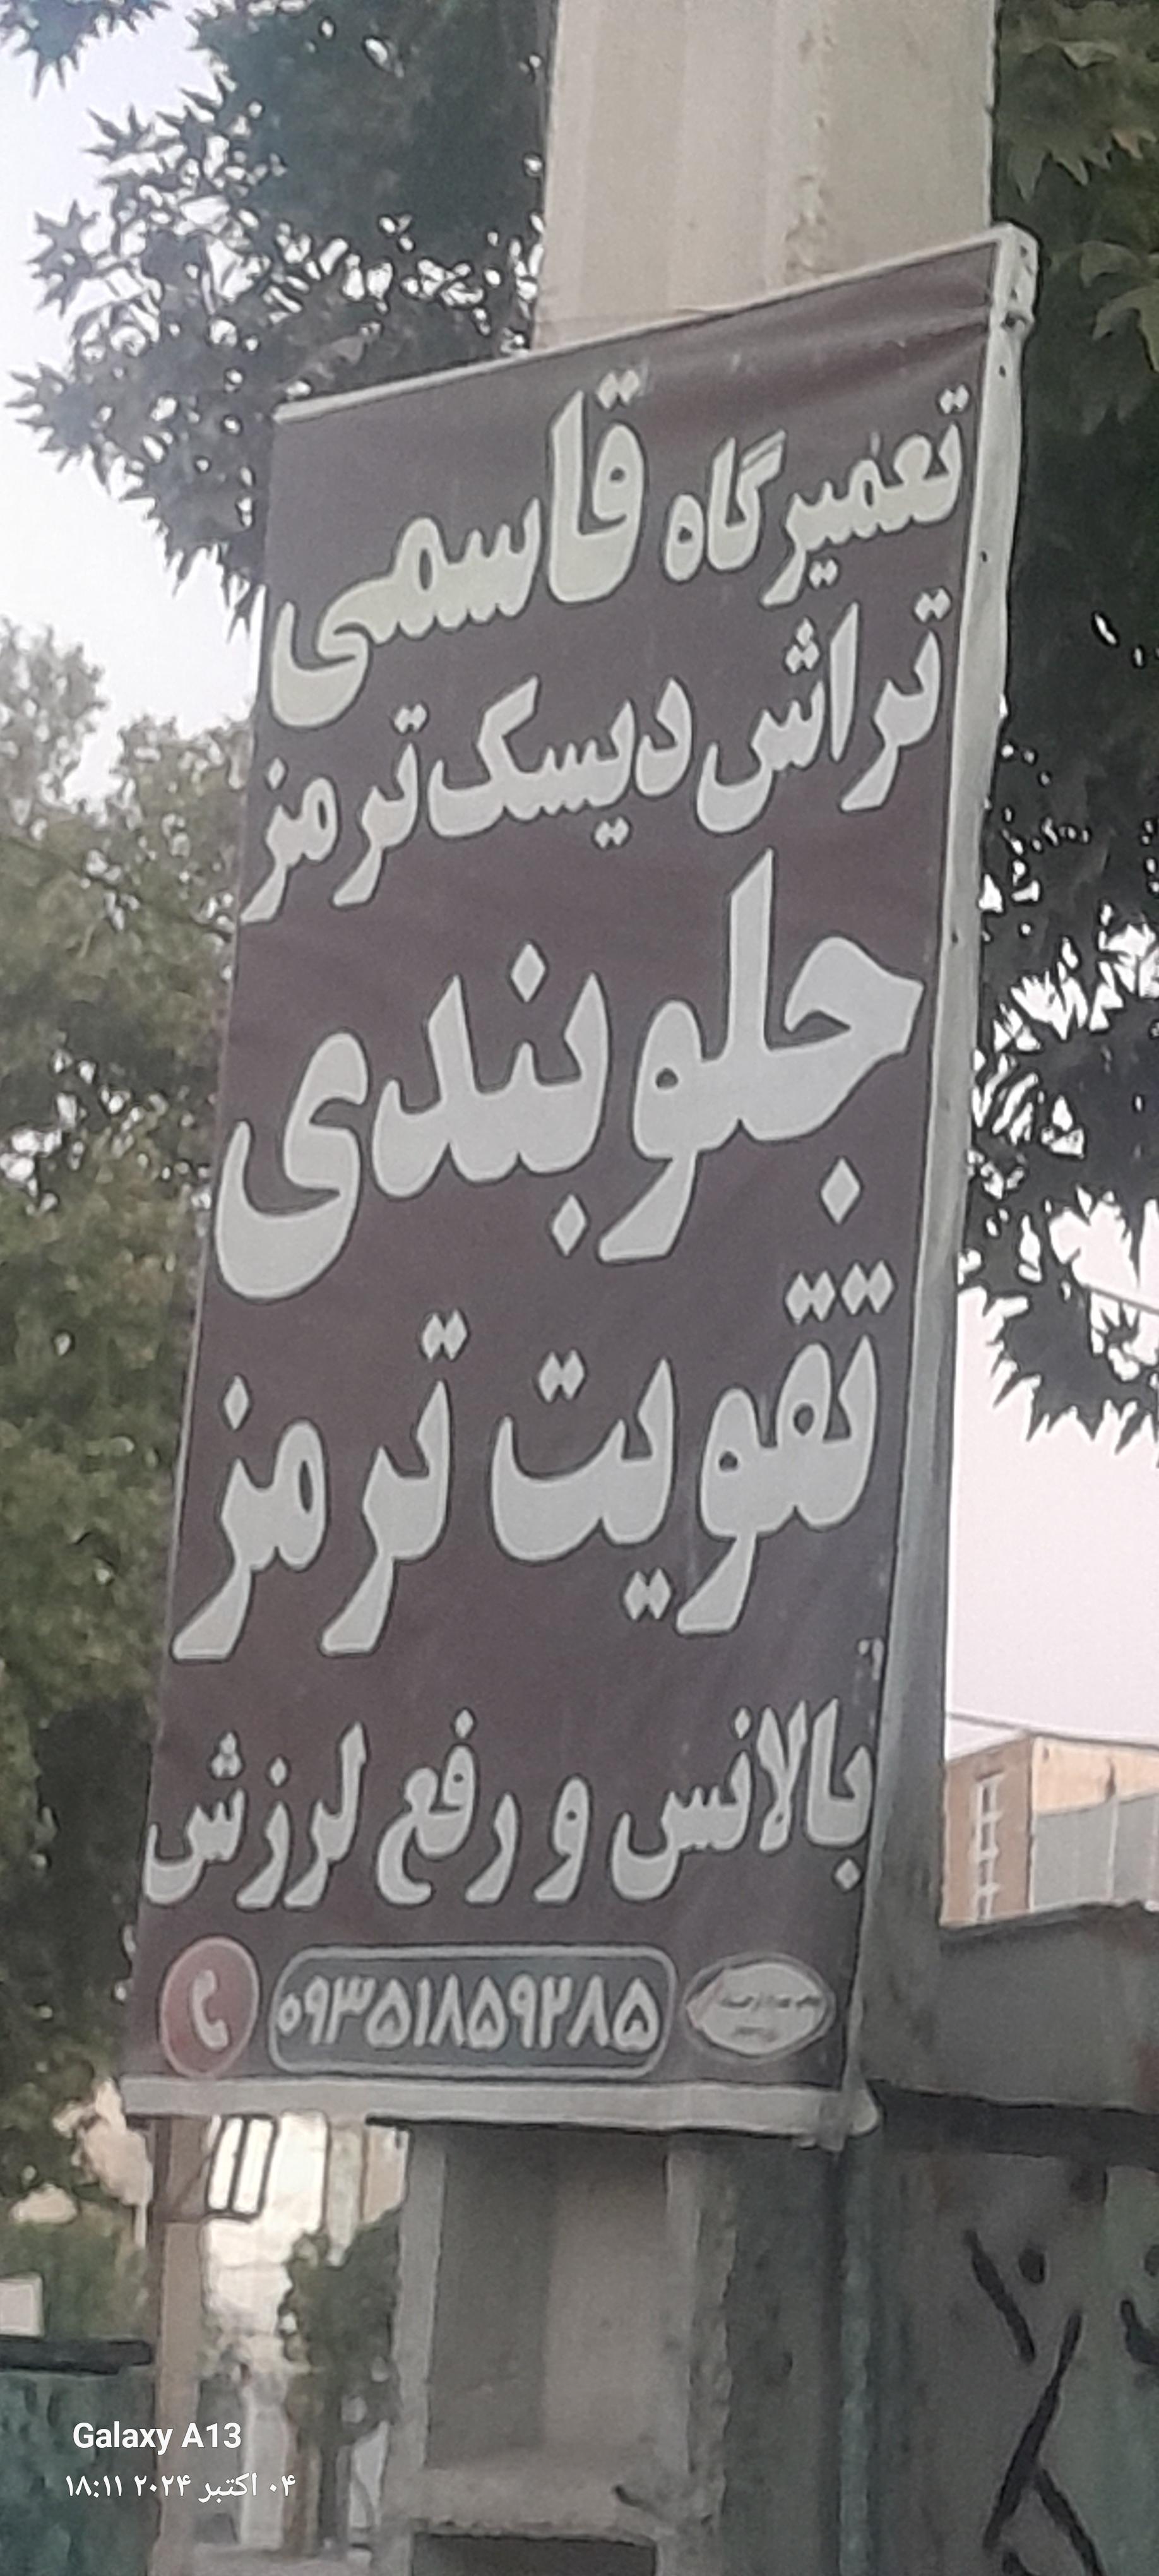 تعمیرگاه قاسمی
تراش دیسک ترمز
جلوبندی
تقویت ترمز
بالانس و رفع لرزش
۰۹۳۵۱۸۵۹۲۸۵
Galaxy A13
۰۴ اکتبر ۲۰۲۴ ۱۸:۱۱